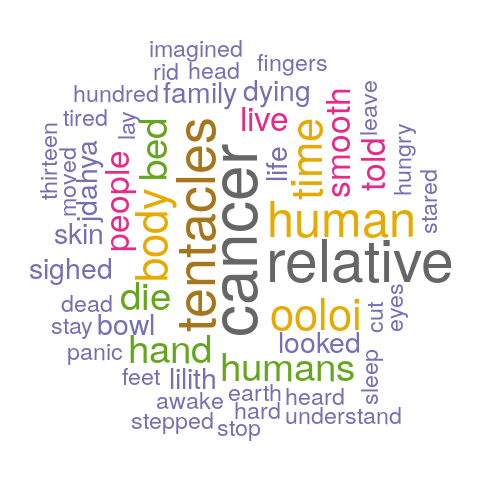 imagined
rid head fingers
hundred family dying
tired lay bed tentacles live time smooth leave
thirteen moved jdahya people body cancer life told hungry
skin human stared
sighed relative
dead die ooloi cut eyes
stay bowl looked
panic hand humans sleep
feet lilith
awake earth heard
stepped hard understand
stop